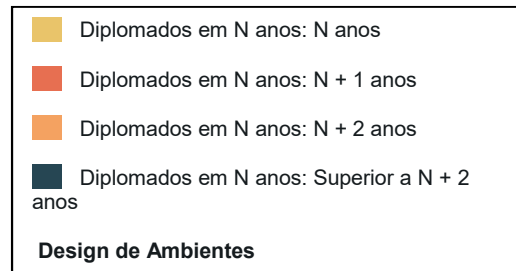 Diplomados em N anos: N anos
Diplomados em N anos: N + 1 anos
Diplomados em N anos: N + 2 anos
Diplomados em N anos: Superior a N + 2
anos
Design de Ambientes